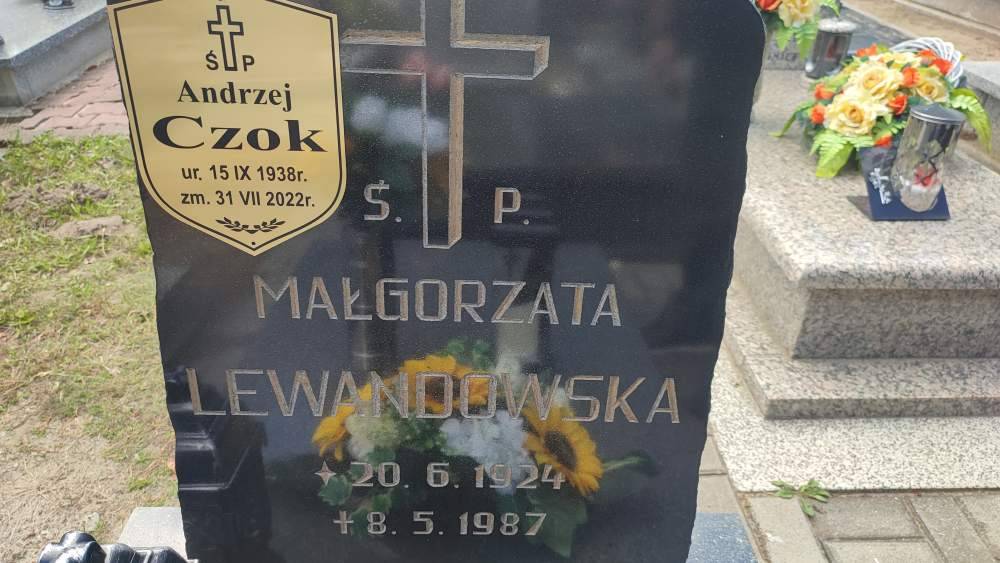 Ś P
Andrzej
Czok
ur. 15 IX 1938r.
zm. 31 VII 2022r.
Ś. P.
MAŁGORZATA
LEWANDOWSKA
20. 6. 1924
8. 5. 1987